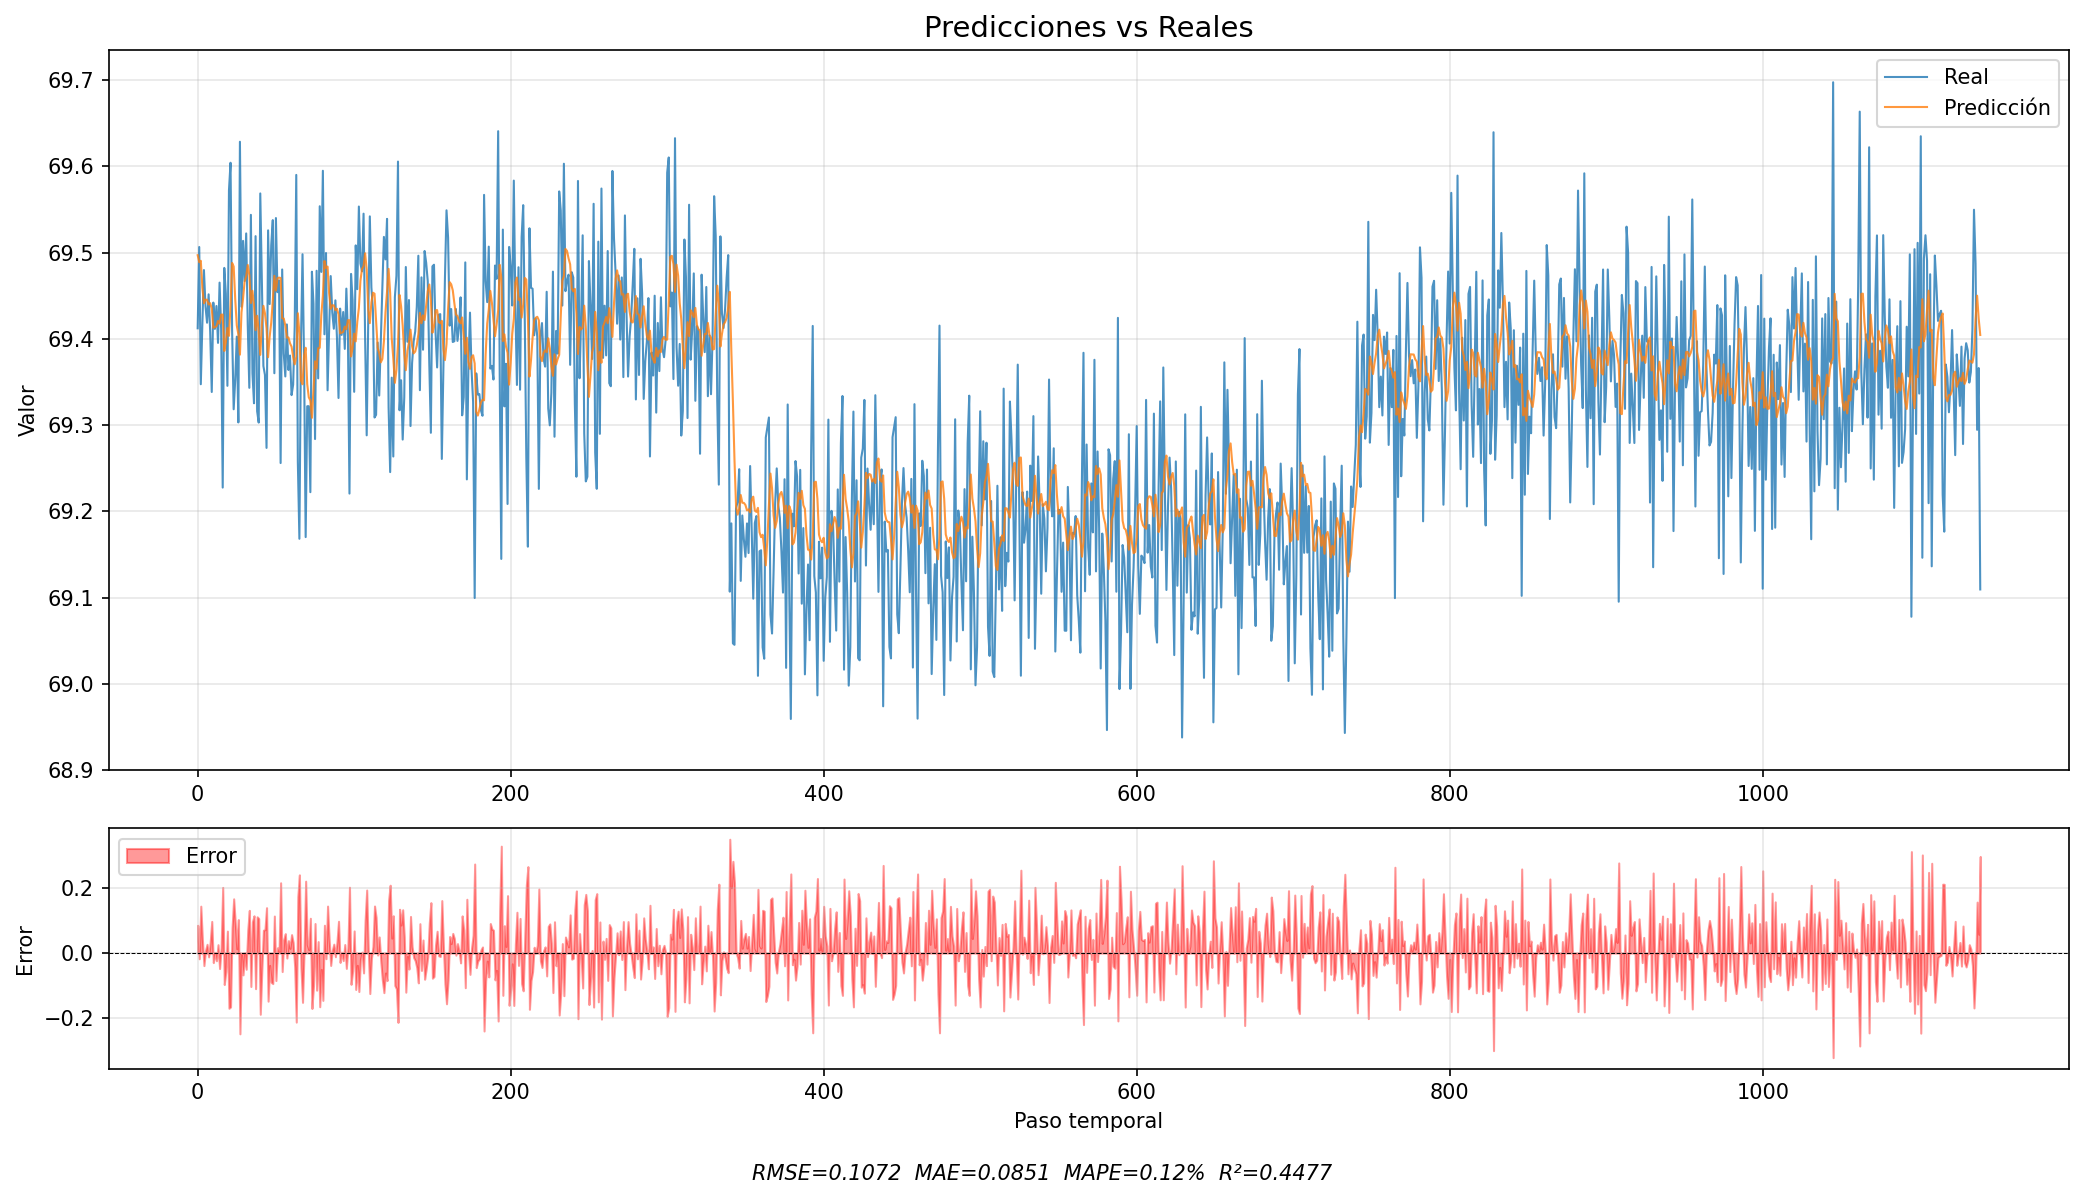 Predicciones vs Reales
69.7
69.6
69.5
69.4
69.3
69.2
69.1
69.0
68.9
Valor
Real
Predicción
0 200 400 600 800 1000
Error
0.2
0.0
−0.2
Error
0 200 400 600 800 1000
Paso temporal
RMSE=0.1072 MAE=0.0851 MAPE=0.12% R²=0.4477